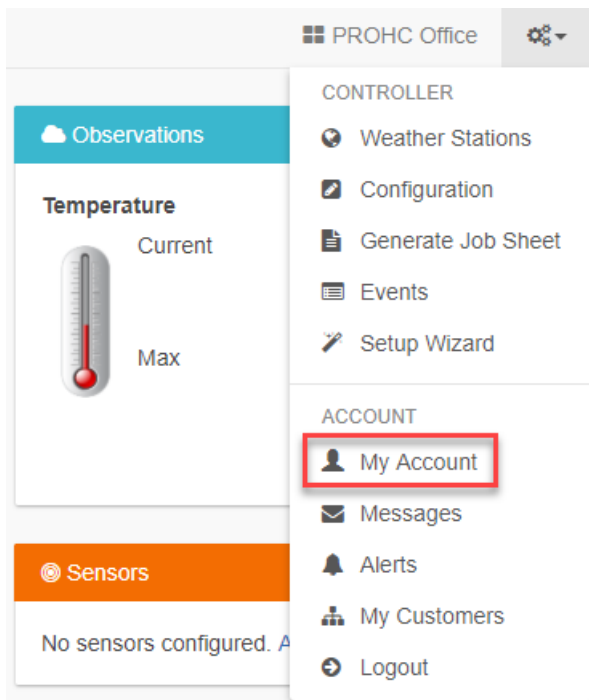 PROHC Office
CONTROLLER
Weather Stations
Configuration
Generate Job Sheet
Events
Setup Wizard
ACCOUNT
My Account
Messages
Alerts
My Customers
Logout
Observations
Temperature
Current
Max
Sensors
No sensors configured. A